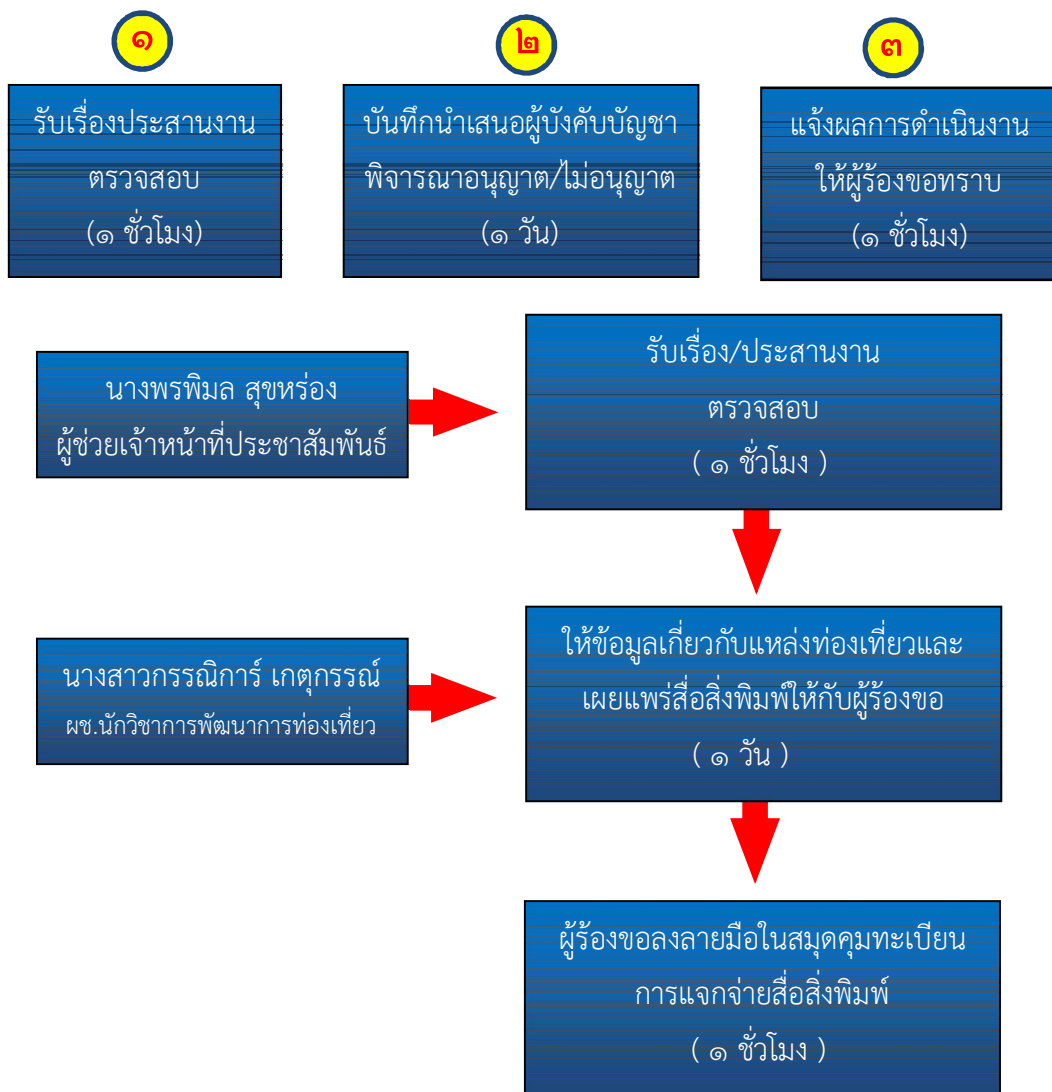 ๑
๒
๓
รับเรื่องประสานงาน
ตรวจสอบ
(๑ ชั่วโมง)
บันทึกนำเสนอผู้บังคับบัญชา
พิจารณาอนุญาต/ไม่อนุญาต
(๑ วัน)
แจ้งผลการดำเนินงาน
ให้ผู้ร้องขอทราบ
(๑ ชั่วโมง)
นางพรพิมล สุขหร่อง
ผู้ช่วยเจ้าหน้าที่ประชาสัมพันธ์
รับเรื่อง/ประสานงาน
ตรวจสอบ
( ๑ ชั่วโมง )
นางสาวกรรณิการ์ เกตุกรรณ์
ผช.นักวิชาการพัฒนาการท่องเที่ยว
ให้ข้อมูลเกี่ยวกับแหล่งท่องเที่ยวและ
เผยแพร่สื่อสิ่งพิมพ์ให้กับผู้ร้องขอ
( ๑ วัน )
ผู้ร้องขอลงลายมือในสมุดคุมทะเบียน
การแจกจ่ายสื่อสิ่งพิมพ์
( ๑ ชั่วโมง )